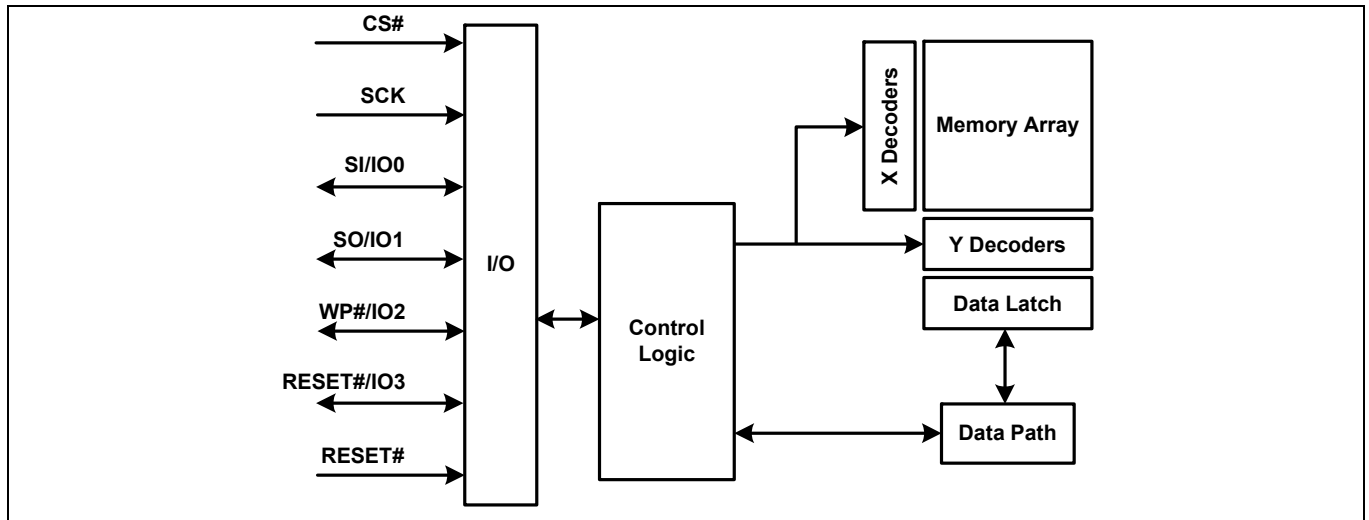 CS#
SCK
SI/IO0
SO/IO1
WP#/IO2
RESET#/IO3
RESET#
I/O
Control
Logic
X Decoders
Memory Array
Y Decoders
Data Latch
Data Path